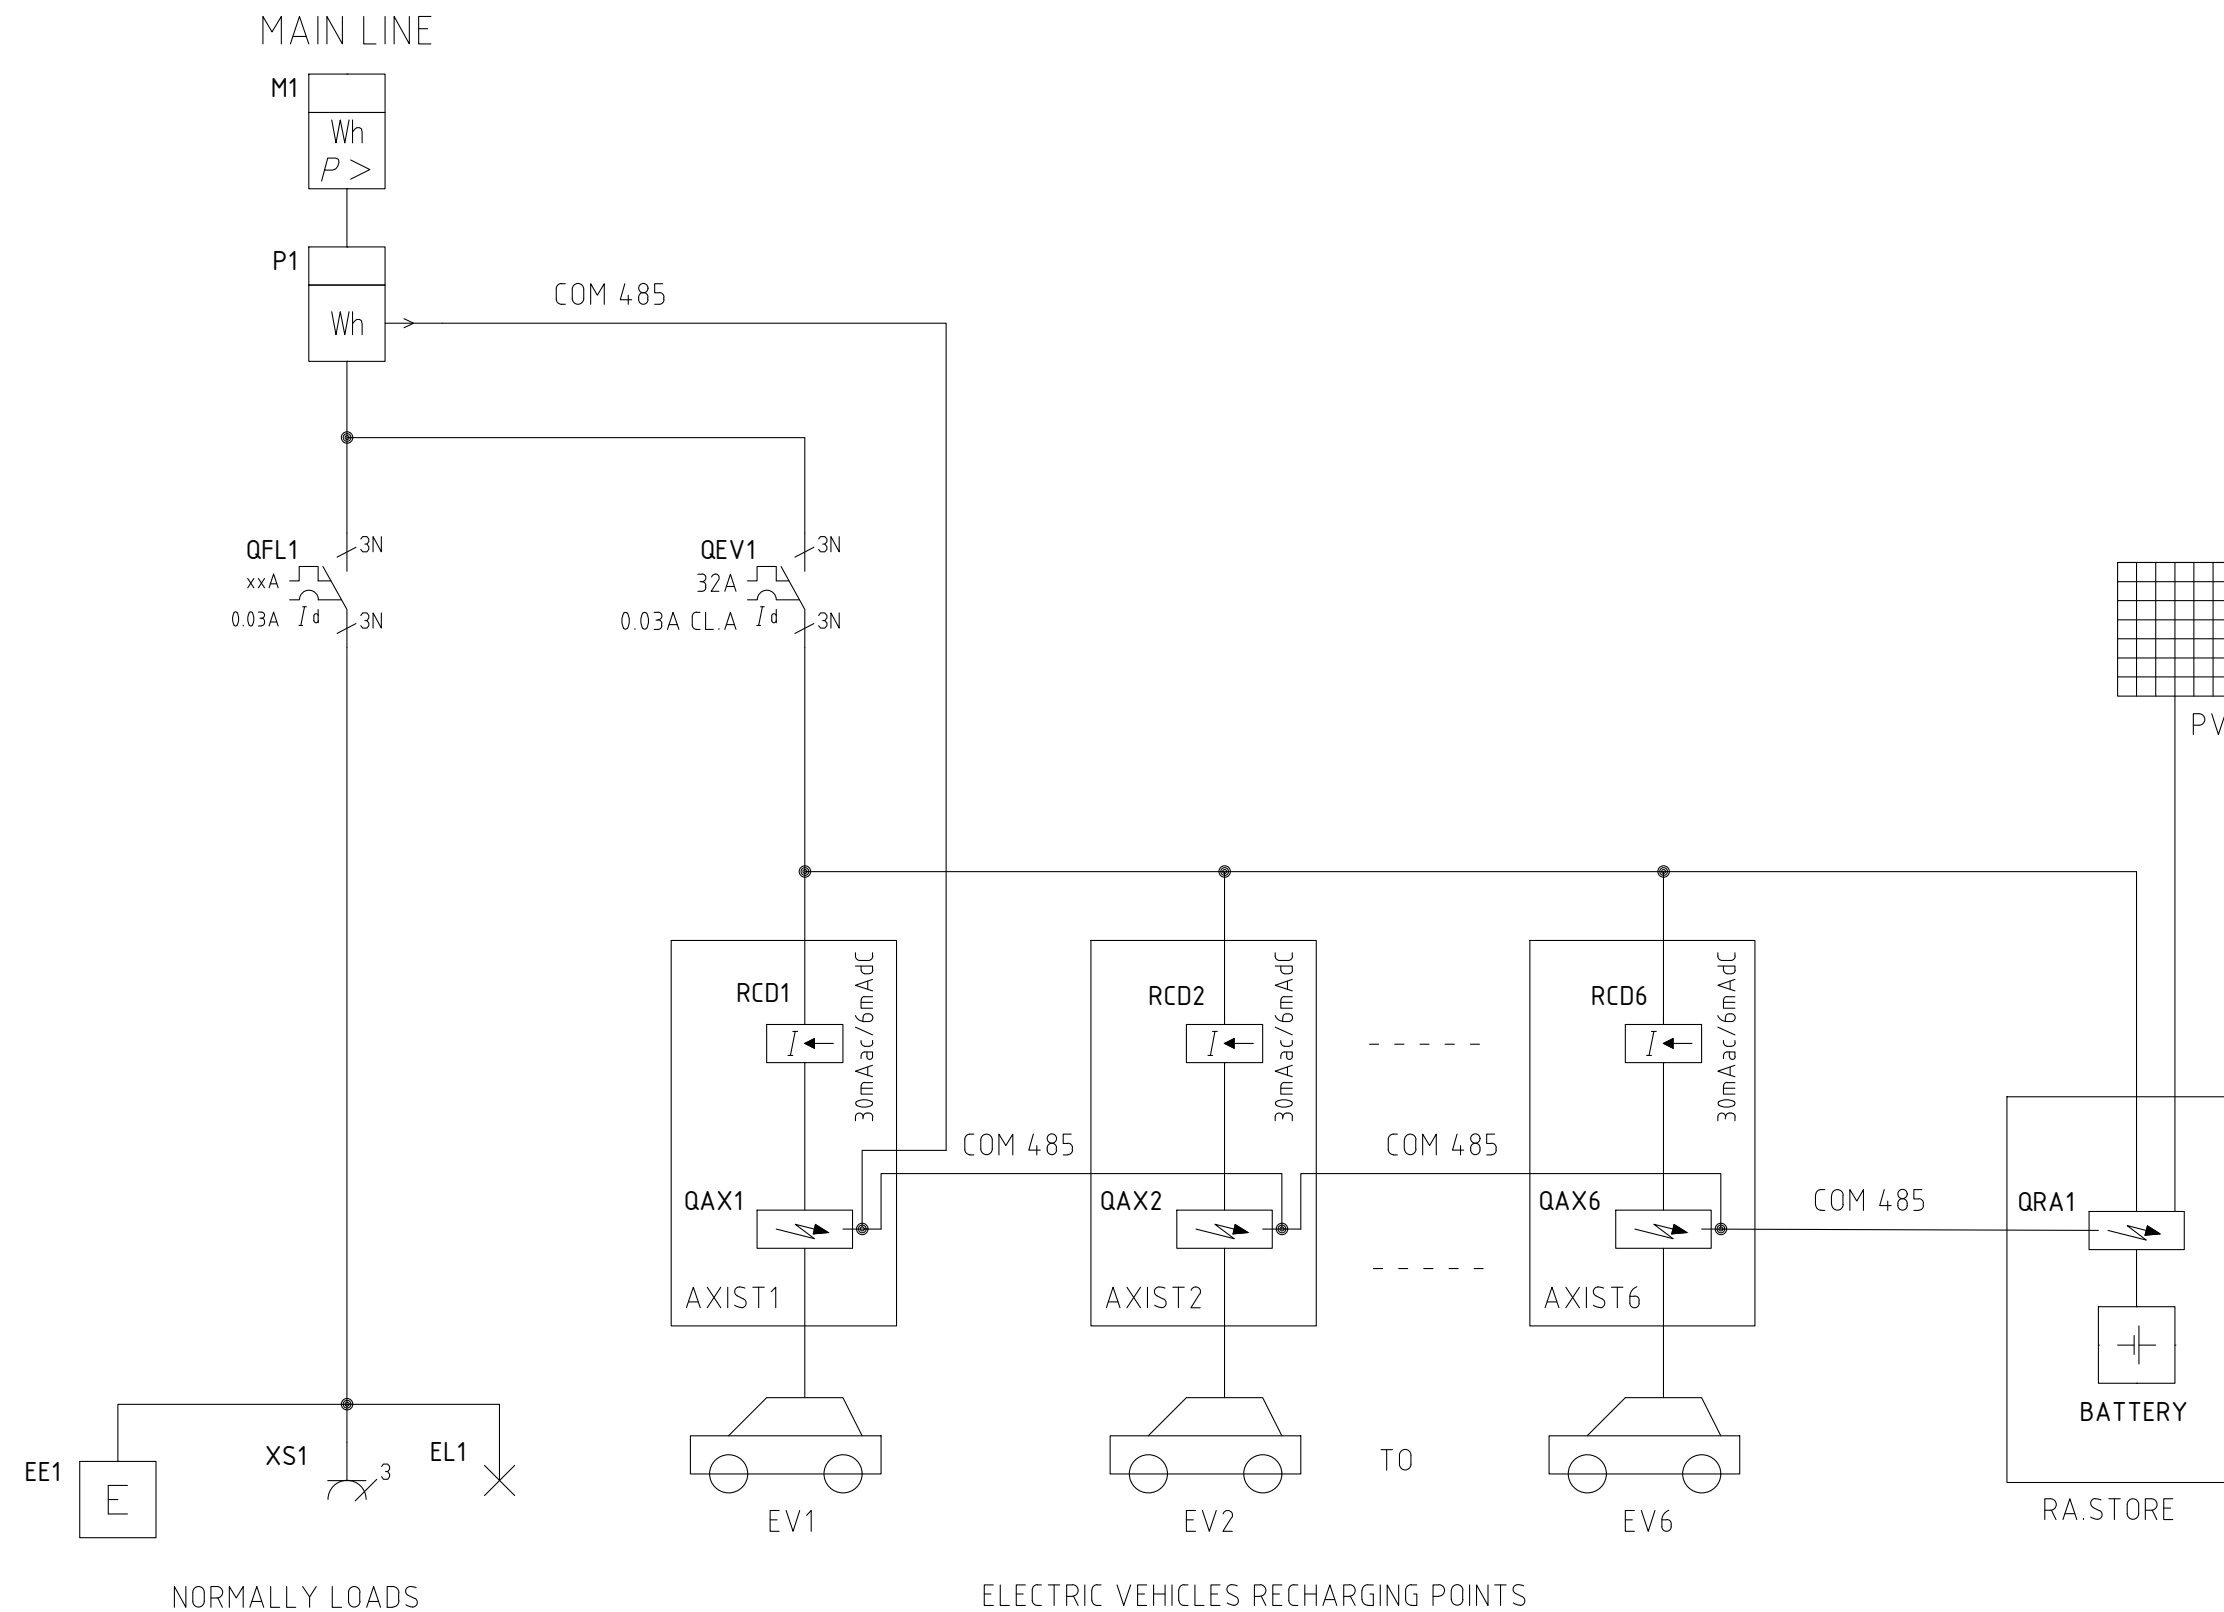 MAIN LINE
M1
Wh
P >
P1
Wh
COM 485
QFL1
3N
xxA
0.03A
Id
3N
QEV1
3N
32A
0.03A CL.A
Id
3N
PV
RCD1
30mAac/6mAdC
I
RCD2
30mAac/6mAdC
I
RCD6
30mAac/6mAdC
I
COM 485
COM 485
COM 485
QAX1
QAX2
QAX6
QRA1
AXIST1
AXIST2
AXIST6
BATTERY
EE1
E
XS1
3
EL1
TO
EV1
EV2
EV6
RA.STORE
NORMALLY LOADS
ELECTRIC VEHICLES RECHARGING POINTS